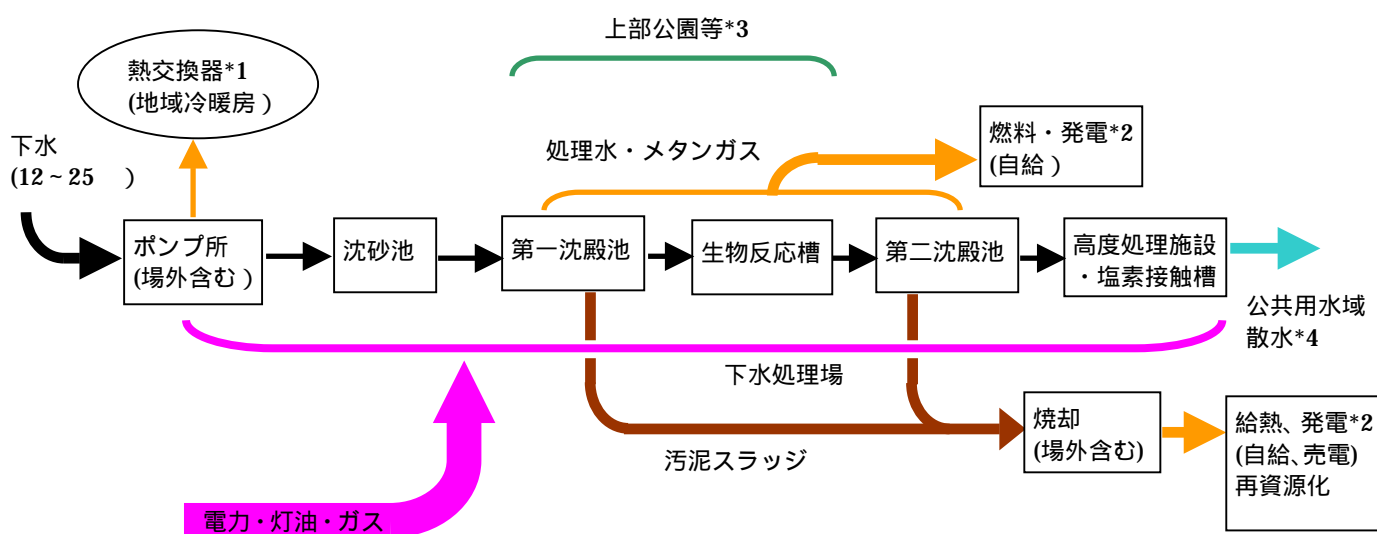 上部公園等*3
熱交換器*1
(地域冷暖房)
下水
(12~25 )
処理水・メタンガス
燃料・発電*2
(自給)
ポンプ所
(場外含む)
沈砂池
第一沈殿池
生物反応槽
第二沈殿池
高度処理施設
・塩素接触槽
公共用水域
散水*4
下水処理場
汚泥スラッジ
焼却
(場外含む)
給熱、発電*2
(自給、売電)
再資源化
電力・灯油・ガス